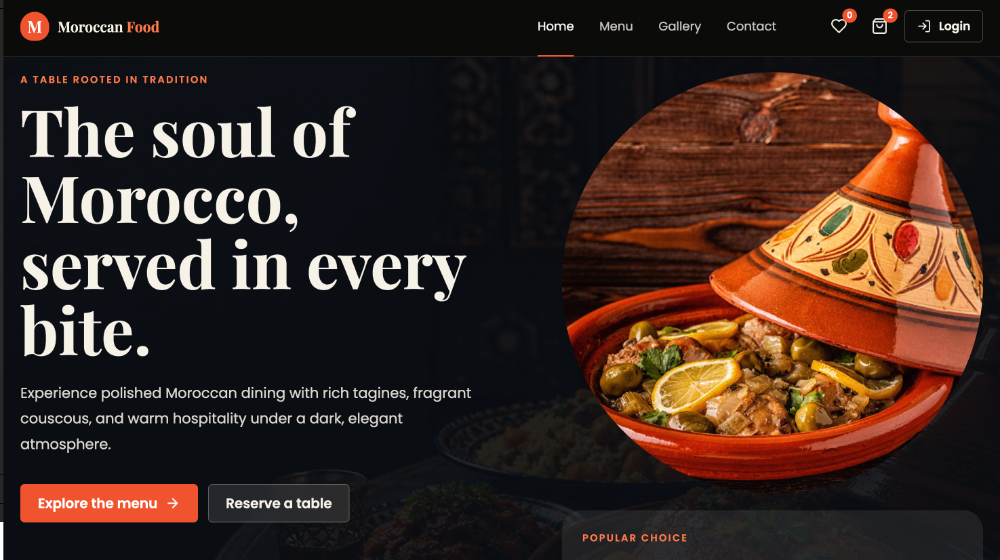 M
Moroccan Food
Home
Menu
Gallery
Contact
0
2
Login
A TABLE ROOTED IN TRADITION
The soul of
Morocco,
served in every
bite.
Experience polished Moroccan dining with rich tagines, fragrant
couscous, and warm hospitality under a dark, elegant
atmosphere.
Explore the menu →
Reserve a table
POPULAR CHOICE